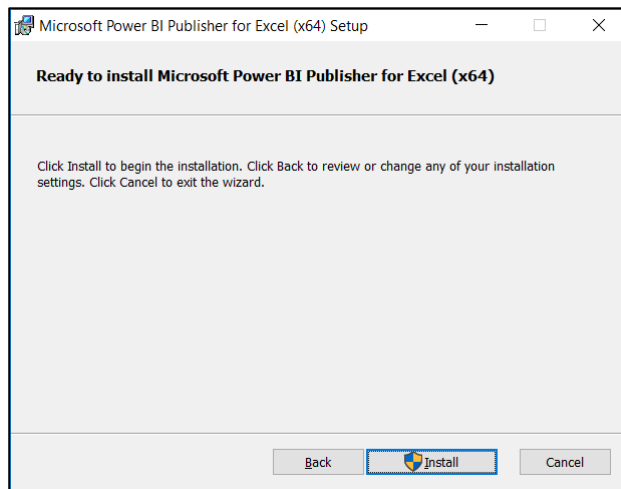 Microsoft Power BI Publisher for Excel (x64) Setup
Ready to install Microsoft Power BI Publisher for Excel (x64)
Click Install to begin the installation. Click Back to review or change any of your installation
settings. Click Cancel to exit the wizard.
Back Install Cancel